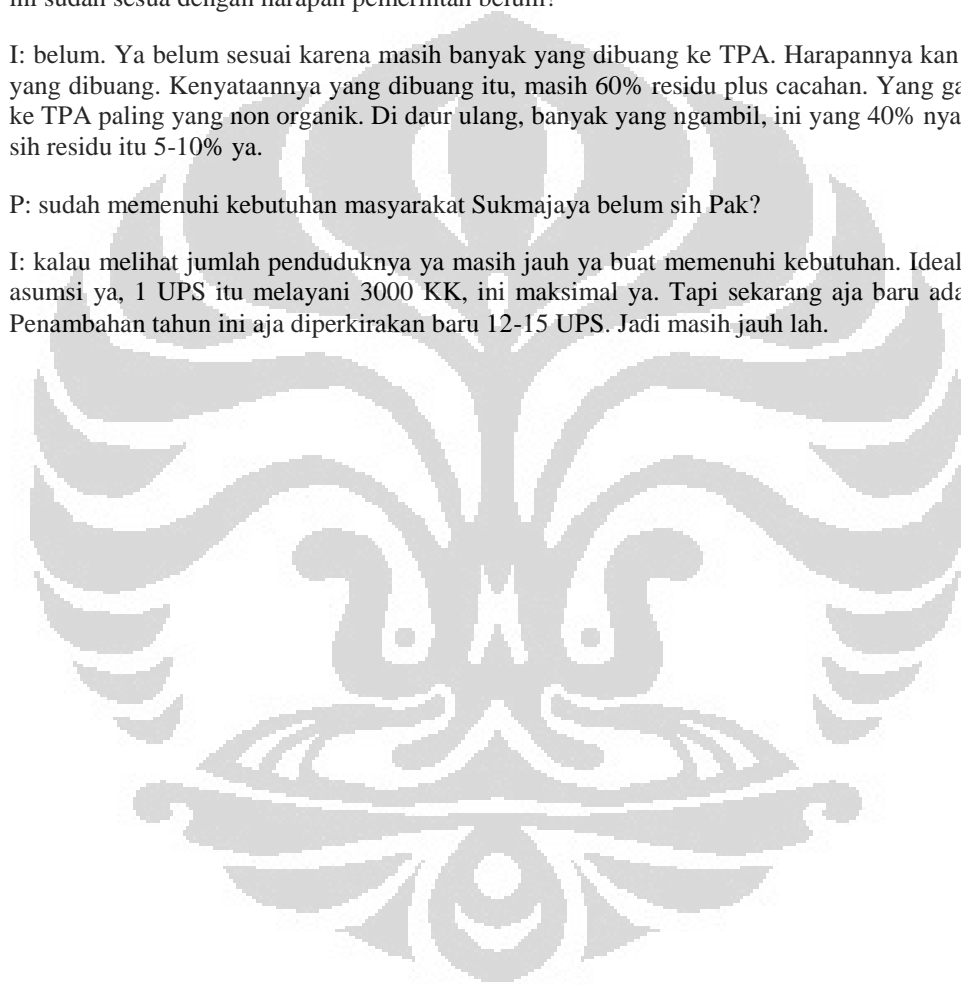 ini sudah sesua dengan harapan pemerintah belum?
I: belum. Ya belum sesuai karena masih banyak yang dibuang ke TPA. Harapannya kan
yang dibuang. Kenyataannya yang dibuang itu, masih 60% residu plus cacahan. Yang ga
ke TPA paling yang non organik. Di daur ulang, banyak yang ngambil, ini yang 40% nya
sih residu itu 5-10% ya.
P: sudah memenuhi kebutuhan masyarakat Sukmajaya belum sih Pak?
I: kalau melihat jumlah penduduknya ya masih jauh ya buat memenuhi kebutuhan. Ideal
asumsi ya, 1 UPS itu melayani 3000 KK, ini maksimal ya. Tapi sekarang aja baru ada
Penambahan tahun ini aja diperkirakan baru 12-15 UPS. Jadi masih jauh lah.